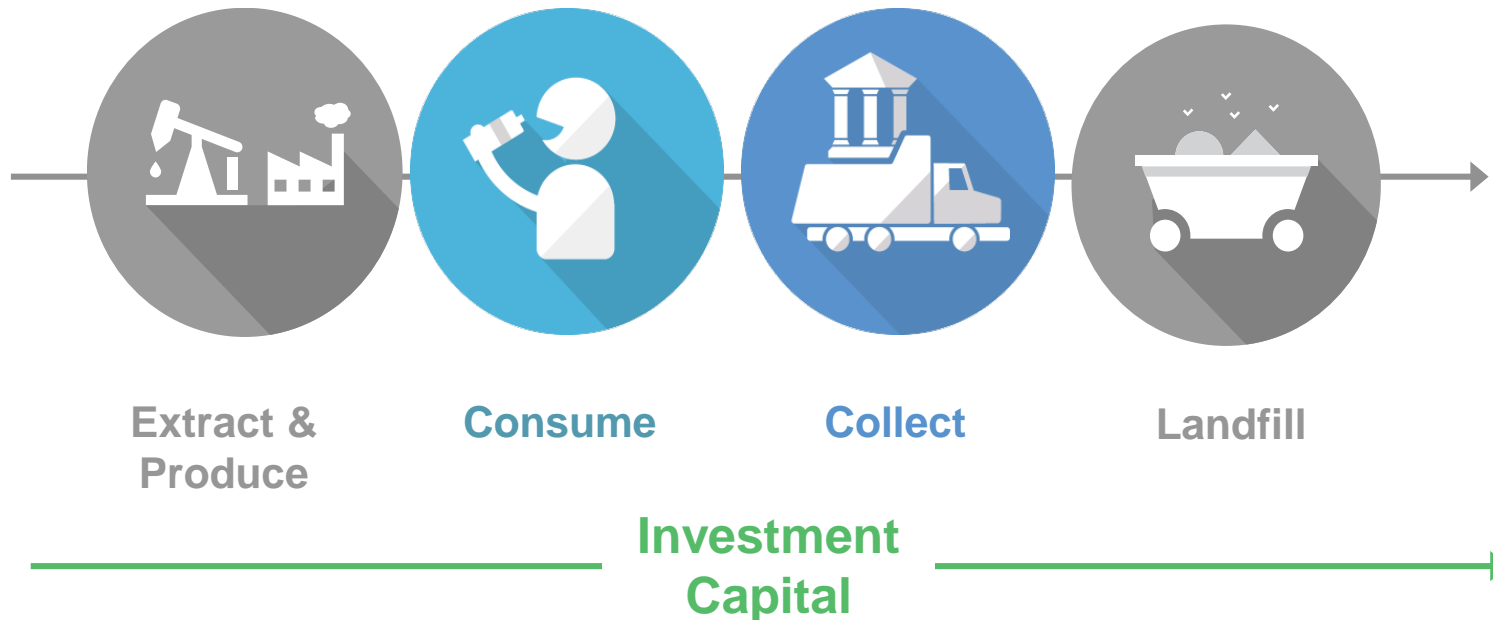 Extract &
Produce
Consume
Collect
Landfill
Investment
Capital